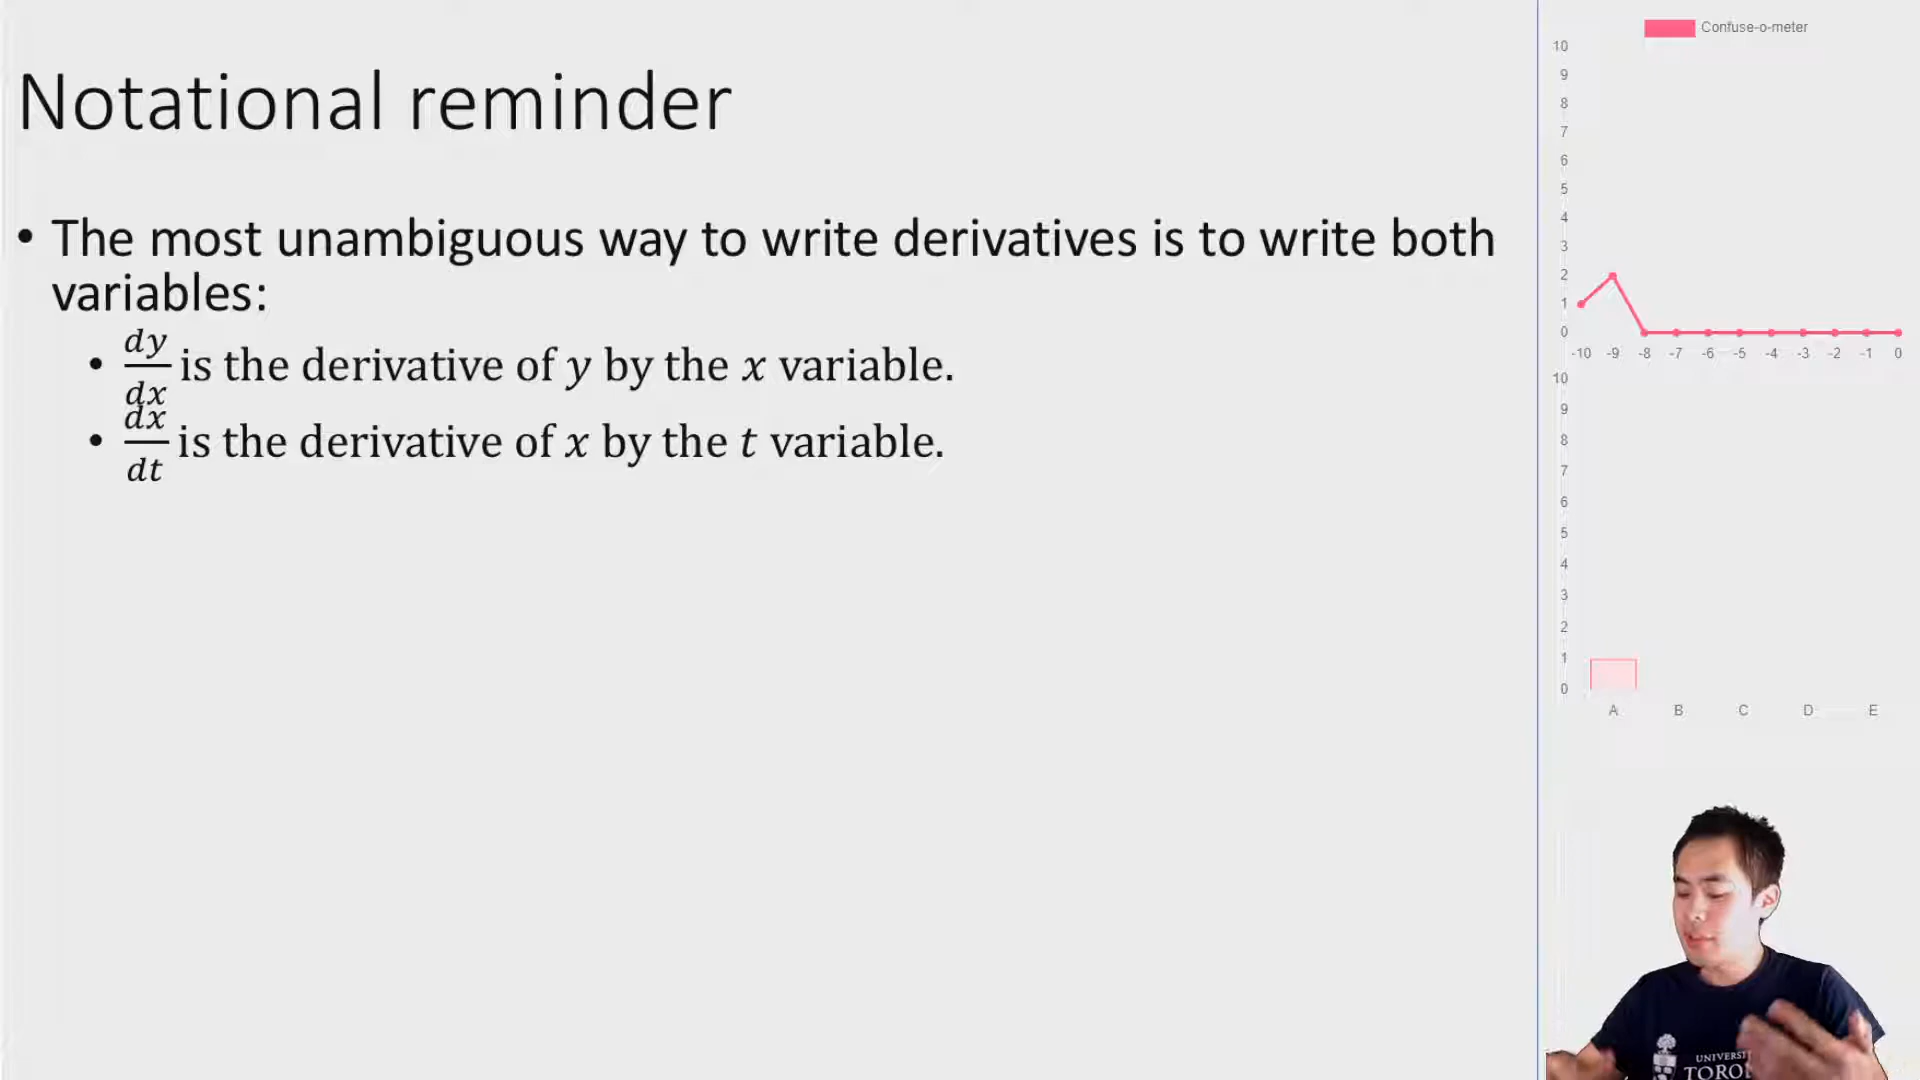 Notational reminder
• The most unambiguous way to write derivatives is to write both
variables:
• dy/dx is the derivative of y by the x variable.
• dx/dt is the derivative of x by the t variable.
Confuse-o-meter
10
9
8
7
6
5
4
3
2
1
0
-10 -9 -8 -7 -6 -5 -4 -3 -2 -1 0
10
9
8
7
6
5
4
3
2
1
0
A B C D E